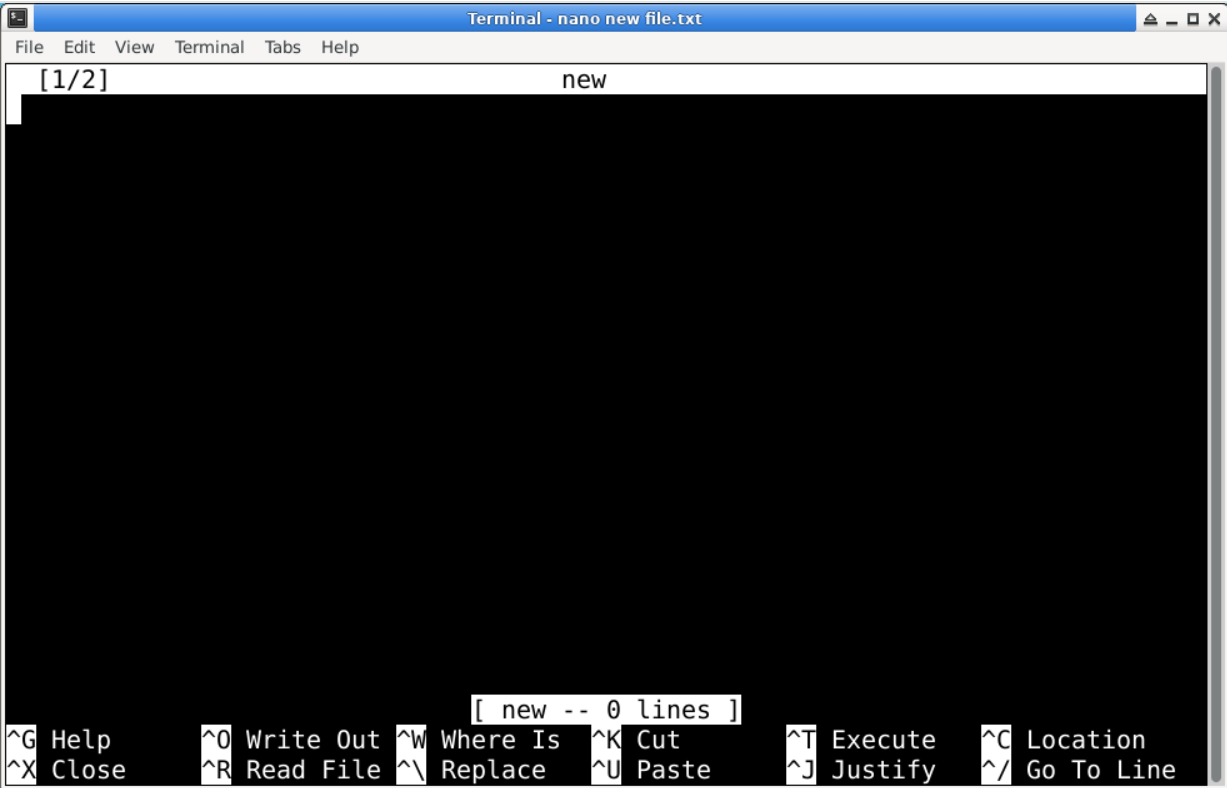 Terminal - nano new file.txt
File Edit View Terminal Tabs Help
[1/2] new
[ new -- 0 lines ]
^G Help ^O Write Out ^W Where Is ^K Cut ^T Execute ^C Location
^X Close ^R Read File ^\ Replace ^U Paste ^J Justify ^/ Go To Line